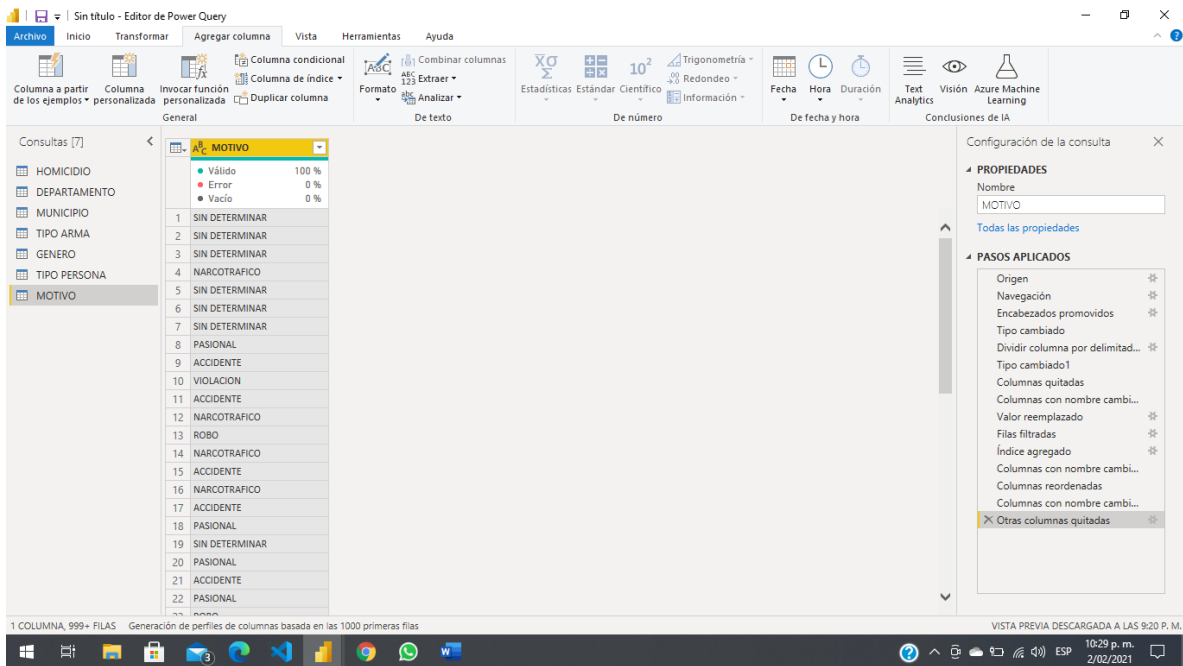 Sin título - Editor de Power Query
Archivo Inicio Transformar Agregar columna Vista Herramientas Ayuda
Columna a partir de los ejemplos
Columna personalizada
Invocar función personalizada
Columna condicional
Columna de índice
Duplicar columna
General
Formato
Combinar columnas
Extraer
Analizar
De texto
Estadísticas Estándar Científico
Trigonometría
Redondeo
Información
De número
Fecha Hora Duración
De fecha y hora
Text Analytics
Visión
Azure Machine Learning
Conclusiones de IA
Consultas [7]
HOMICIDIO
DEPARTAMENTO
MUNICIPIO
TIPO ARMA
GENERO
TIPO PERSONA
MOTIVO
MOTIVO
Válido 100 %
Error 0 %
Vacío 0 %
1 SIN DETERMINAR
2 SIN DETERMINAR
3 SIN DETERMINAR
4 NARCOTRAFICO
5 SIN DETERMINAR
6 SIN DETERMINAR
7 SIN DETERMINAR
8 PASIONAL
9 ACCIDENTE
10 VIOLACION
11 ACCIDENTE
12 NARCOTRAFICO
13 ROBO
14 NARCOTRAFICO
15 ACCIDENTE
16 NARCOTRAFICO
17 ACCIDENTE
18 PASIONAL
19 SIN DETERMINAR
20 PASIONAL
21 ACCIDENTE
22 PASIONAL
Configuración de la consulta
PROPIEDADES
Nombre
MOTIVO
Todas las propiedades
PASOS APLICADOS
Origen
Navegación
Encabezados promovidos
Tipo cambiado
Dividir columna por delimitad...
Tipo cambiado1
Columnas quitadas
Columnas con nombre cambi...
Valor reemplazado
Filas filtradas
Índice agregado
Columnas con nombre cambi...
Columnas reordenadas
Columnas con nombre cambi...
Otras columnas quitadas
1 COLUMNA, 999+ FILAS Generación de perfiles de columnas basada en las 1000 primeras filas
VISTA PREVIA DESCARGADA A LAS 9:20 P. M.
ESP
10:29 p. m.
2/02/2021